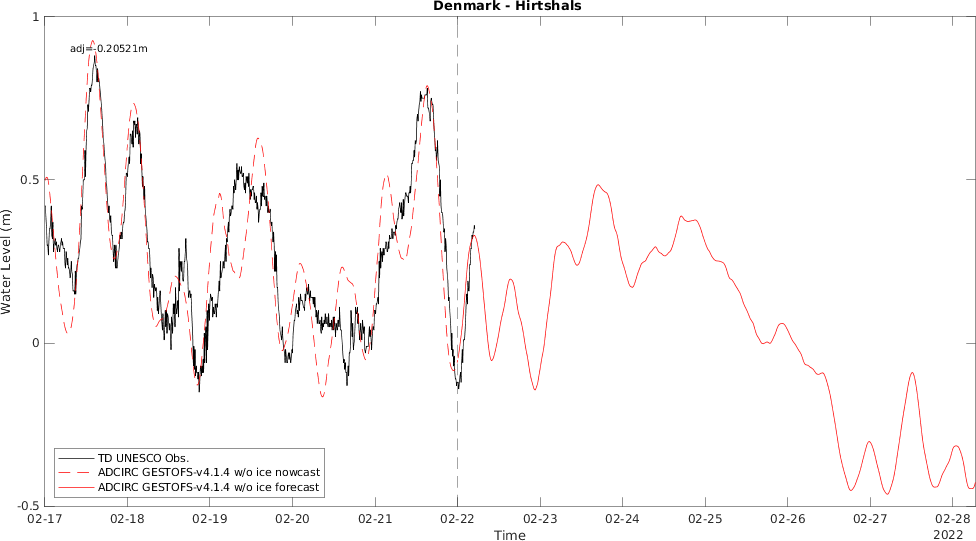 Denmark - Hirtshals
adj=-0.20521m
Water Level (m)
1
0.5
0
-0.5
TD UNESCO Obs.
ADCIRC GESTOFS-v4.1.4 w/o ice nowcast
ADCIRC GESTOFS-v4.1.4 w/o ice forecast
02-17 02-18 02-19 02-20 02-21 02-22 02-23 02-24 02-25 02-26 02-27 02-28
Time 2022